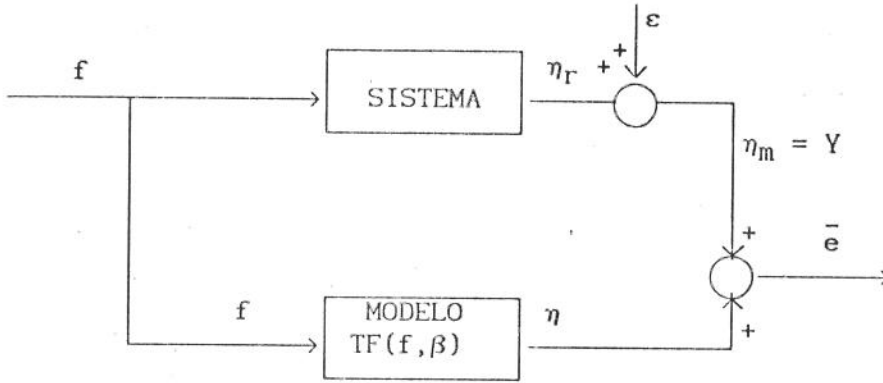 ε
f
+
+
SISTEMA
η_r
η_m = Y
+
e̅
f
MODELO
TF(f,β)
η
+